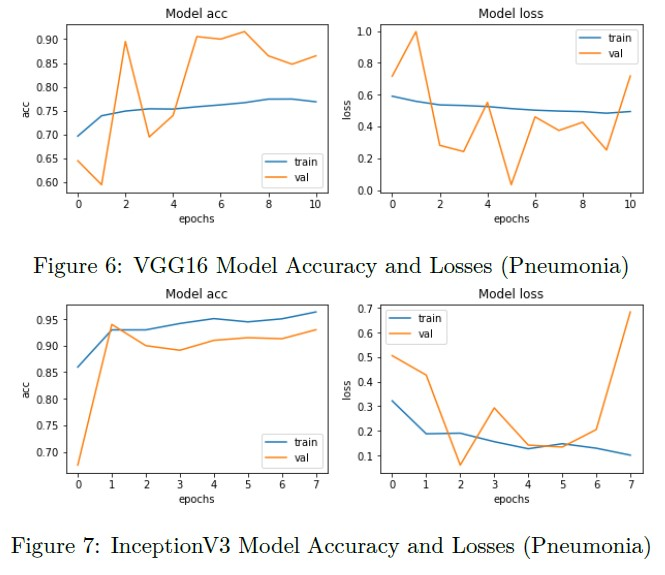 Model acc
acc
0.90
0.85
0.80
0.75
0.70
0.65
0.60
train
val
0 2 4 6 8 10
epochs
Model loss
loss
1.0
0.8
0.6
0.4
0.2
0.0
train
val
0 2 4 6 8 10
epochs
Figure 6: VGG16 Model Accuracy and Losses (Pneumonia)
Model acc
acc
0.95
0.90
0.85
0.80
0.75
0.70
train
val
0 1 2 3 4 5 6 7
epochs
Model loss
loss
0.7
0.6
0.5
0.4
0.3
0.2
0.1
train
val
0 1 2 3 4 5 6 7
epochs
Figure 7: InceptionV3 Model Accuracy and Losses (Pneumonia)